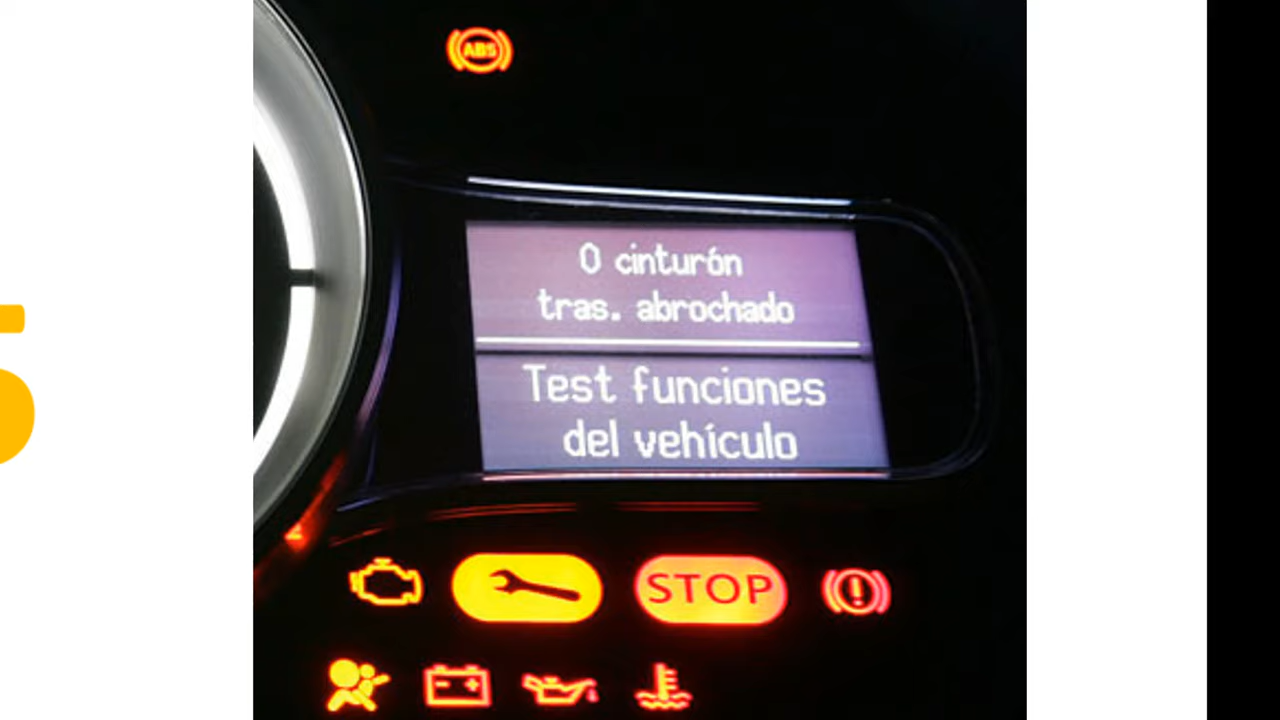 ABS
0 cinturón
tras. abrochado
Test funciones
del vehículo
STOP